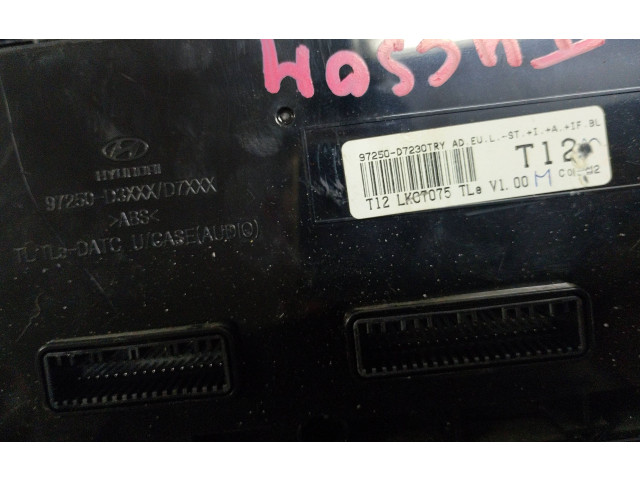 TUCSON
HYUNDAI
97250-D3XXX/D7XXX
>ABS<
TL TLe-DATC U/CASE(AUDIO)
97250-D7230TRY AD EU.L.-ST.+I.+A.+IF.BL
T12
T12 LKCT075 TLe V1.00 M